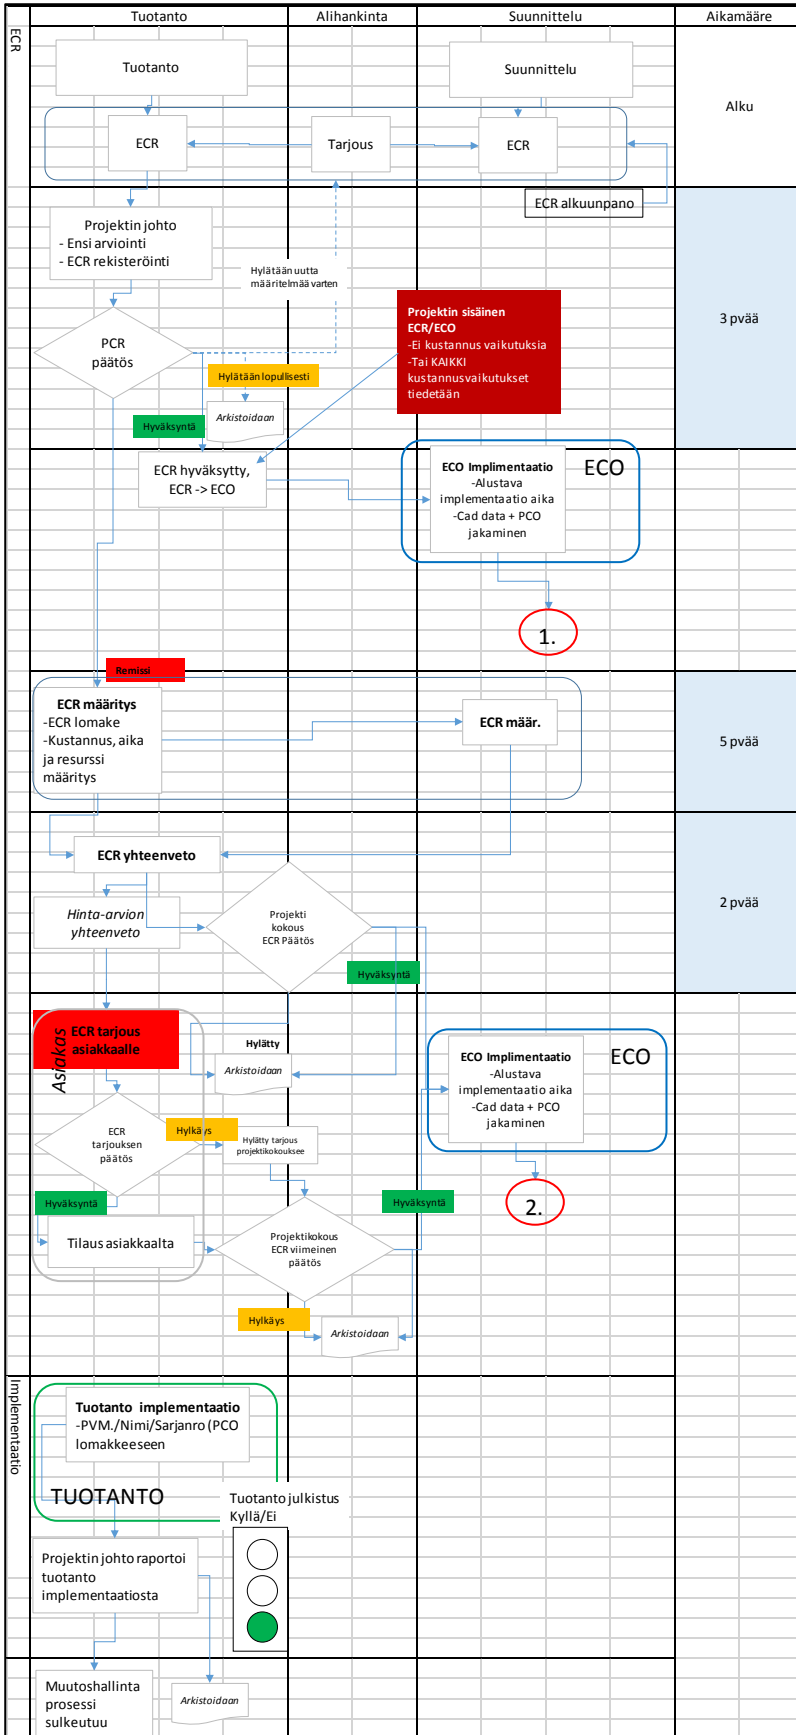 Tuotanto
Alihankinta
Suunnittelu
Aikamääre
ECR
Tuotanto
Suunnittelu
Alku
ECR
Tarjous
ECR
ECR alkuunpano
Projektin johto
- Ensi arviointi
- ECR rekisteröinti
Hylätään uutta
määritelmää varten
Projektin sisäinen
ECR/ECO
-Ei kustannus vaikutuksia
-Tai KAIKKI
kustannusvaikutukset
tiedetään
3 pvää
PCR
päätös
Hylätään lopullisesti
Arkistoidaan
Hyväksyntä
ECR hyväksytty,
ECR -> ECO
ECO Implimentaatio
-Alustava
implementaatio aika
-Cad data + PCO
jakaminen
ECO
1.
Remissi
ECR määritys
-ECR lomake
-Kustannus, aika
ja resurssi
määritys
ECR määr.
5 pvää
ECR yhteenveto
Hinta-arvion
yhteenveto
Projekti
kokous
ECR Päätös
2 pvää
Hyväksyntä
Asiakas
ECR tarjous
asiakkaalle
Hylätty
Arkistoidaan
ECO Implimentaatio
-Alustava
implementaatio aika
-Cad data + PCO
jakaminen
ECO
ECR
tarjouksen
päätös
Hylkäys
Hylätty tarjous
projektikokouksee
Hyväksyntä
Hyväksyntä
2.
Tilaus asiakkaalta
Projektikokous
ECR viimeinen
päätös
Hylkäys
Arkistoidaan
Implementaatio
Tuotanto implementaatio
-PVM./Nimi/Sarjanro (PCO
lomakkeeseen
TUOTANTO
Tuotanto julkistus
Kyllä/Ei
Projektin johto raportoi
tuotanto
implementaatiosta
Muutoshallinta
prosessi
sulkeutuu
Arkistoidaan